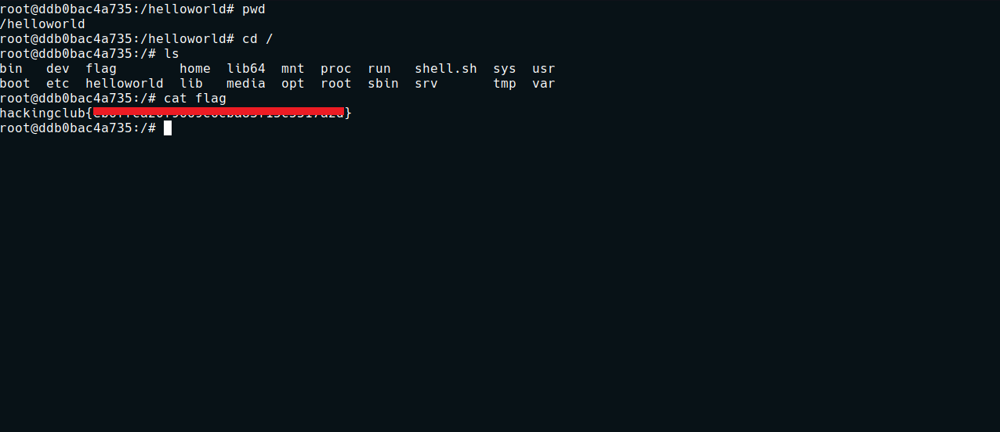 root@ddb0bac4a735:/helloworld# pwd
/helloworld
root@ddb0bac4a735:/helloworld# cd /
root@ddb0bac4a735:/# ls
bin   dev  flag        home  lib64  mnt  proc  run   shell.sh  sys  usr
boot  etc  helloworld  lib   media  opt  root  sbin  srv       tmp  var
root@ddb0bac4a735:/# cat flag
hackingclub{}
root@ddb0bac4a735:/#